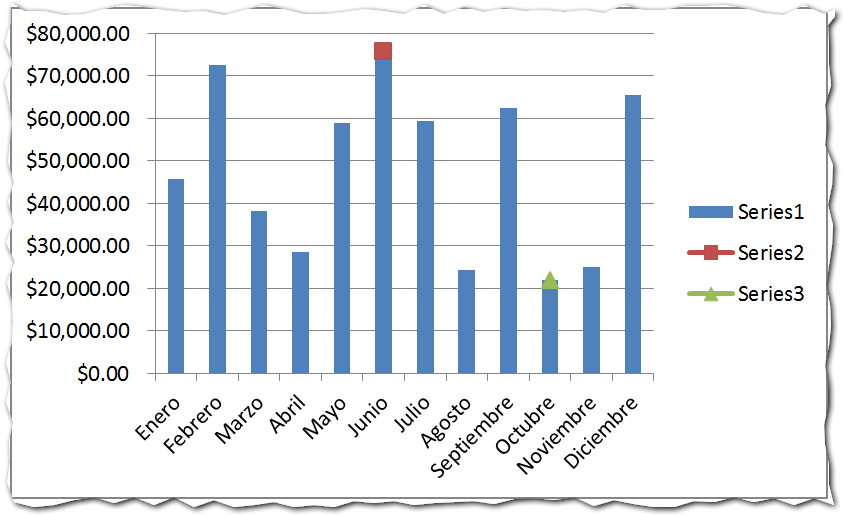 $80,000.00
$70,000.00
$60,000.00
$50,000.00
$40,000.00
$30,000.00
$20,000.00
$10,000.00
$0.00
Enero
Febrero
Marzo
Abril
Mayo
Junio
Julio
Agosto
Septiembre
Octubre
Noviembre
Diciembre
Series1
Series2
Series3